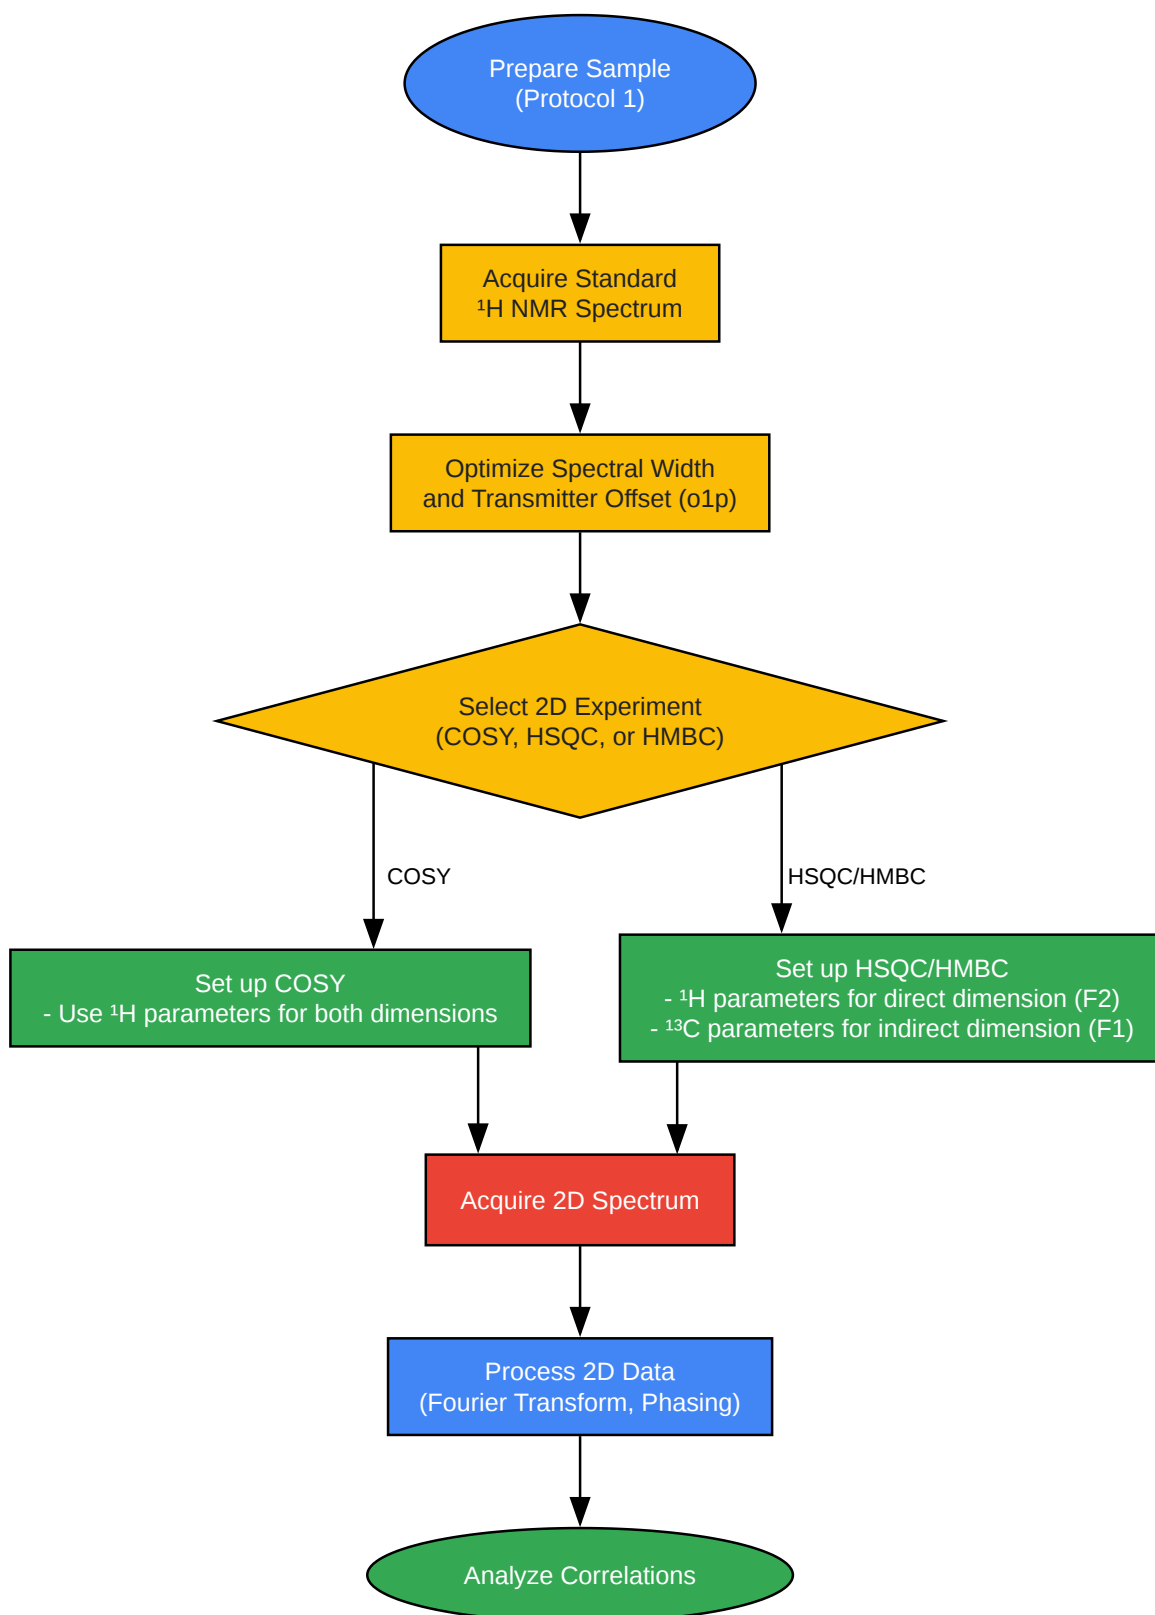 Prepare Sample
(Protocol 1)
Acquire Standard
¹H NMR Spectrum
Optimize Spectral Width
and Transmitter Offset (o1p)
Select 2D Experiment
(COSY, HSQC, or HMBC)
COSY
HSQC/HMBC
Set up COSY
- Use ¹H parameters for both dimensions
Set up HSQC/HMBC
- ¹H parameters for direct dimension (F2)
- ¹³C parameters for indirect dimension (F1)
Acquire 2D Spectrum
Process 2D Data
(Fourier Transform, Phasing)
Analyze Correlations